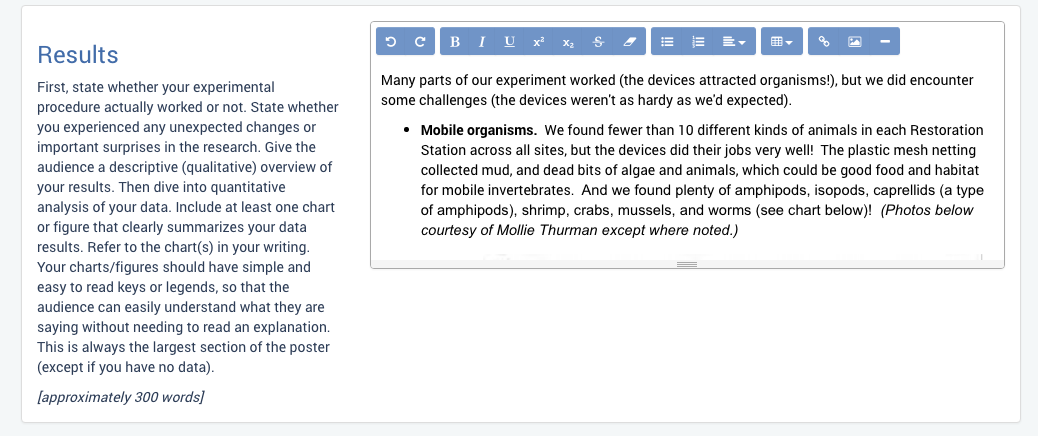 Results
First, state whether your experimental
procedure actually worked or not. State whether
you experienced any unexpected changes or
important surprises in the research. Give the
audience a descriptive (qualitative) overview of
your results. Then dive into quantitative
analysis of your data. Include at least one chart
or figure that clearly summarizes your data
results. Refer to the chart(s) in your writing.
Your charts/figures should have simple and
easy to read keys or legends, so that the
audience can easily understand what they are
saying without needing to read an explanation.
This is always the largest section of the poster
(except if you have no data).
[approximately 300 words]
B I U x² x₂ S
Many parts of our experiment worked (the devices attracted organisms!), but we did encounter
some challenges (the devices weren't as hardy as we'd expected).
• Mobile organisms.  We found fewer than 10 different kinds of animals in each Restoration
Station across all sites, but the devices did their jobs very well!  The plastic mesh netting
collected mud, and dead bits of algae and animals, which could be good food and habitat
for mobile invertebrates.  And we found plenty of amphipods, isopods, caprellids (a type
of amphipods), shrimp, crabs, mussels, and worms (see chart below)!  (Photos below
courtesy of Mollie Thurman except where noted.)